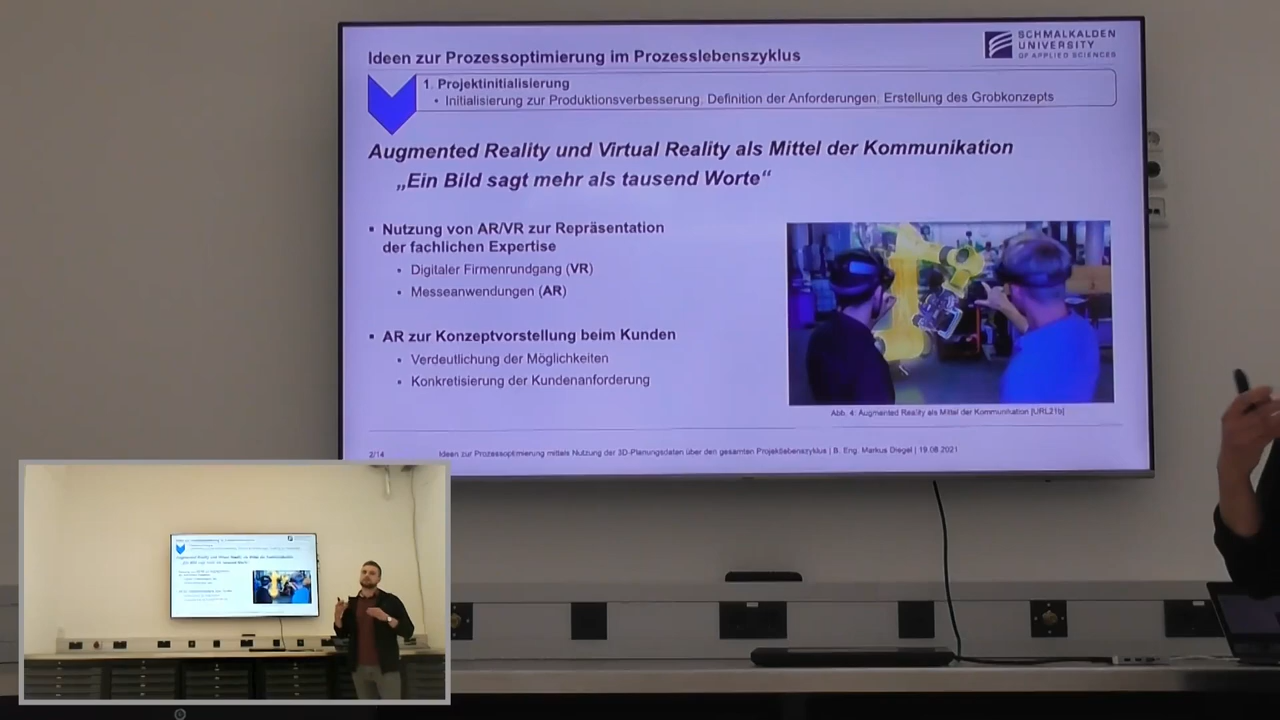 Ideen zur Prozessoptimierung im Prozesslebenszyklus
SCHMALKALDEN
UNIVERSITY
OF APPLIED SCIENCES
1. Projektinitialisierung
• Initialisierung zur Produktionsverbesserung, Definition der Anforderungen, Erstellung des Grobkonzepts
Augmented Reality und Virtual Reality als Mittel der Kommunikation
„Ein Bild sagt mehr als tausend Worte“
▪ Nutzung von AR/VR zur Repräsentation
der fachlichen Expertise
• Digitaler Firmenrundgang (VR)
• Messeanwendungen (AR)
▪ AR zur Konzeptvorstellung beim Kunden
• Verdeutlichung der Möglichkeiten
• Konkretisierung der Kundenanforderung
Abb. 4: Augmented Reality als Mittel der Kommunikation [URL21b]
2/14
Ideen zur Prozessoptimierung mittels Nutzung der 3D-Planungsdaten über den gesamten Projektlebenszyklus | B. Eng. Markus Diegel | 19.08.2021